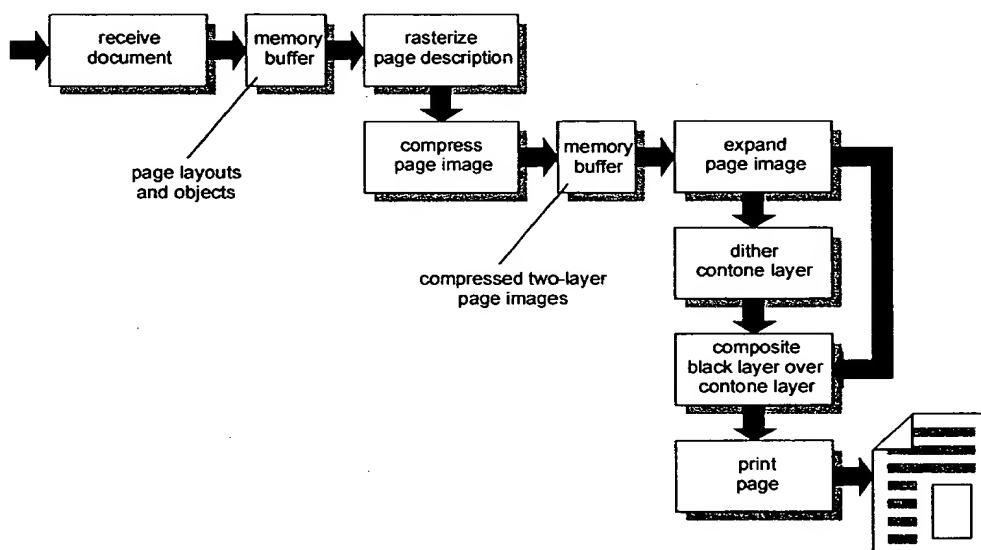 receive
document
memory
buffer
rasterize
page description
compress
page image
memory
buffer
expand
page image
page layouts
and objects
dither
contone layer
compressed two-layer
page images
composite
black layer over
contone layer
print
page